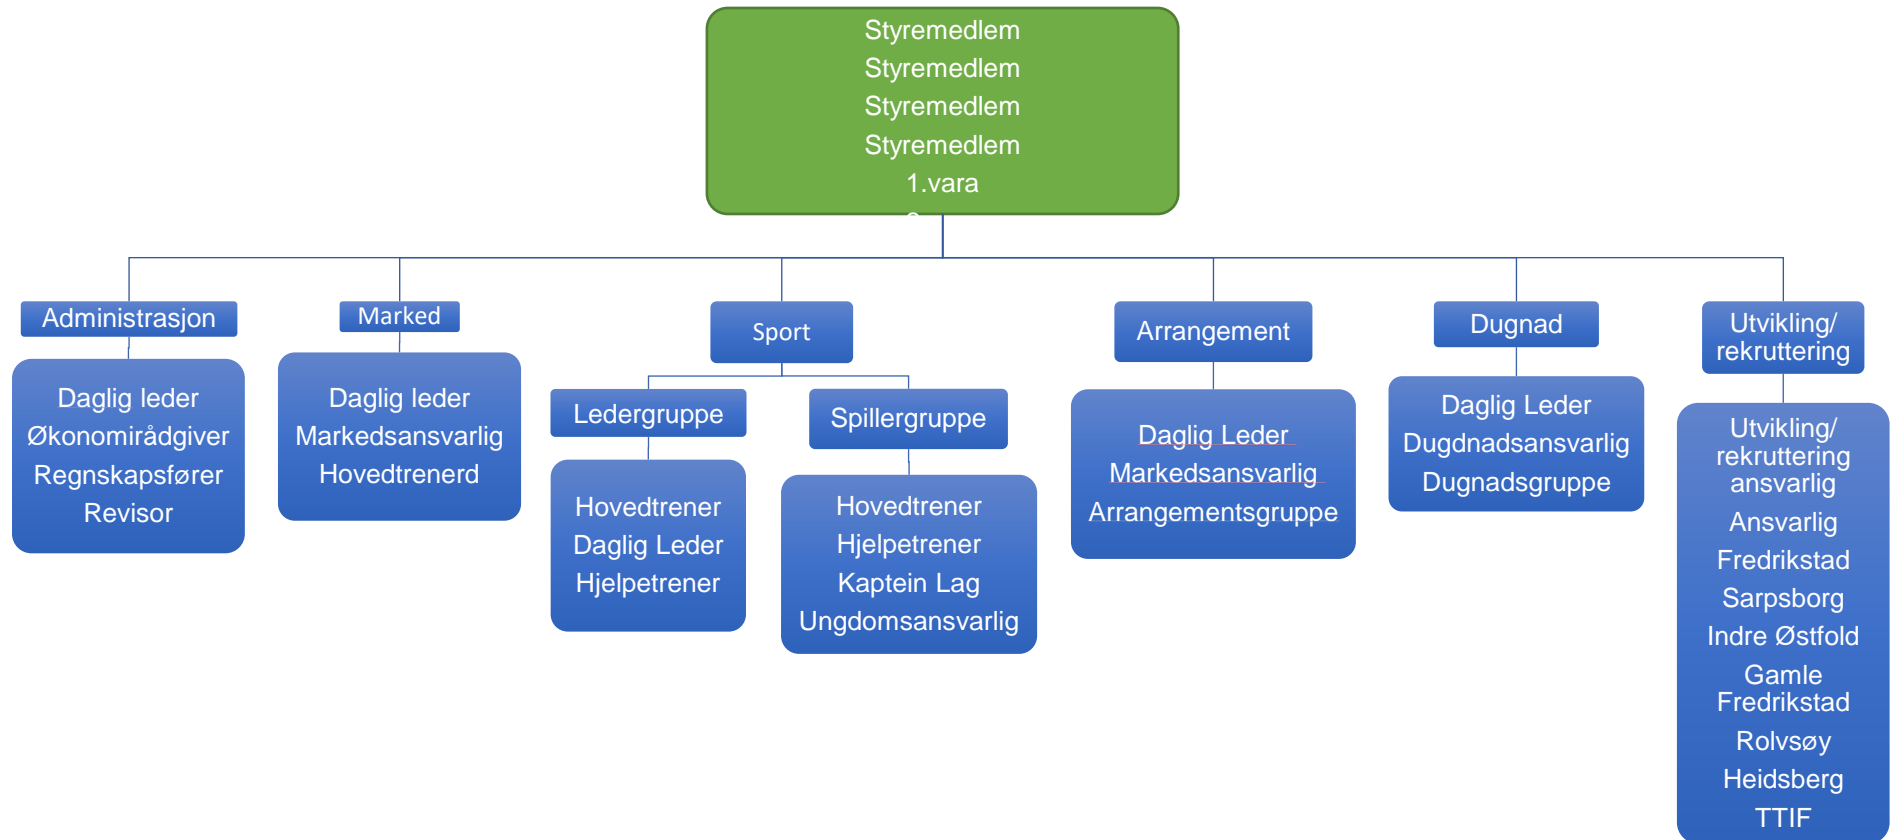 Styremedlem
Styremedlem
Styremedlem
Styremedlem
1.vara
Administrasjon
Daglig leder
Økonomirådgiver
Regnskapsfører
Revisor
Marked
Daglig leder
Markedsansvarlig
Hovedtrenerd
Sport
Ledergruppe
Hovedtrener
Daglig Leder
Hjelpetrener
Spillergruppe
Hovedtrener
Hjelpetrener
Kaptein Lag
Ungdomsansvarlig
Arrangement
Daglig Leder
Markedsansvarlig
Arrangementsgruppe
Dugnad
Daglig Leder
Dugdnadsansvarlig
Dugnadsgruppe
Utvikling/
rekruttering
Utvikling/
rekruttering
ansvarlig
Ansvarlig
Fredrikstad
Sarpsborg
Indre Østfold
Gamle
Fredrikstad
Rolvsøy
Heidsberg
TTIF